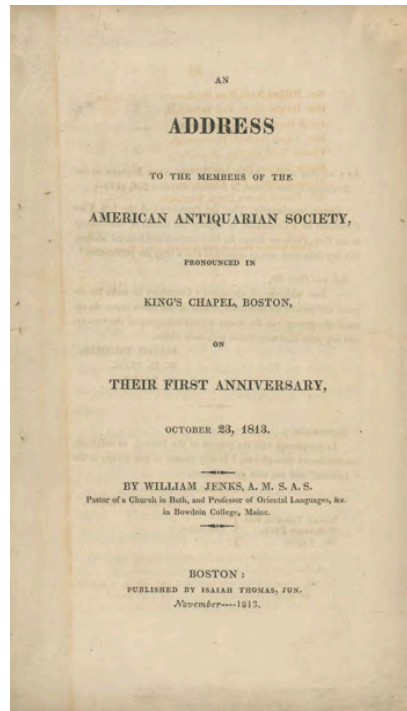 AN
ADDRESS
TO THE MEMBERS OF THE
AMERICAN ANTIQUARIAN SOCIETY,
PRONOUNCED IN
KING'S CHAPEL, BOSTON,
ON
THEIR FIRST ANNIVERSARY,
OCTOBER 23, 1813.
BY WILLIAM JENKS, A. M. S. A. S.
Pastor of a Church in Bath, and Professor of Oriental Languages, &c.
in Bowdoin College, Maine.
BOSTON:
PUBLISHED BY ISAIAH THOMAS, JUN.
November----1813.